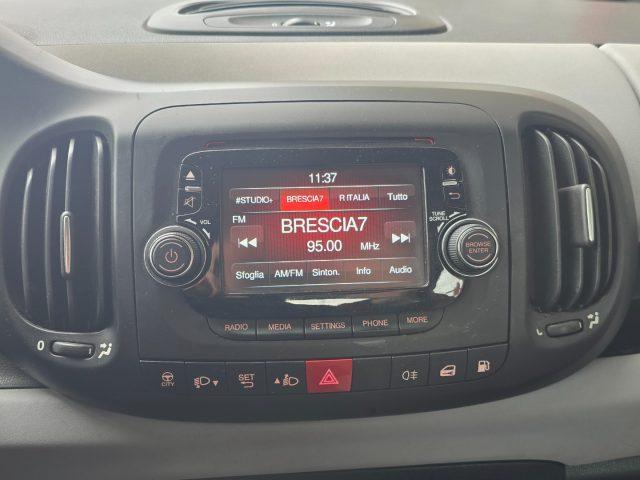 11:37
#STUDIO+ BRESCIA7 R ITALIA Tutto
FM
BRESCIA7
95.00 MHz
Sfoglia AM/FM Sinton. Info Audio
VOL
TUNE
SCROLL
BROWSE
ENTER
RADIO MEDIA SETTINGS PHONE MORE
0
CITY
SET